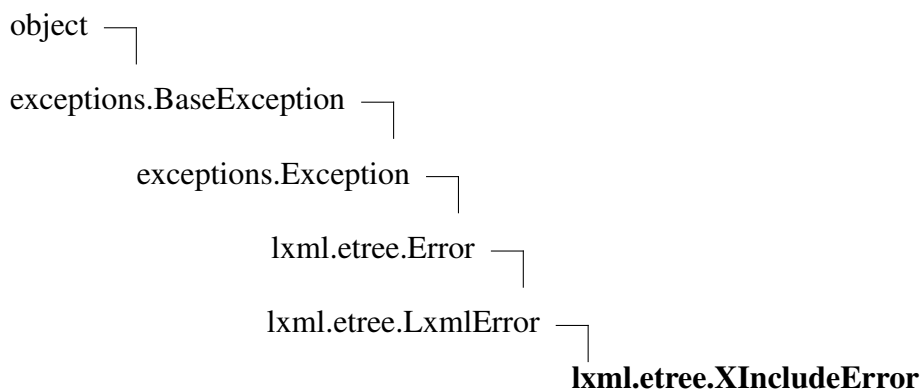 object
exceptions.BaseException
exceptions.Exception
lxml.etree.Error
lxml.etree.LxmlError
lxml.etree.XIncludeError